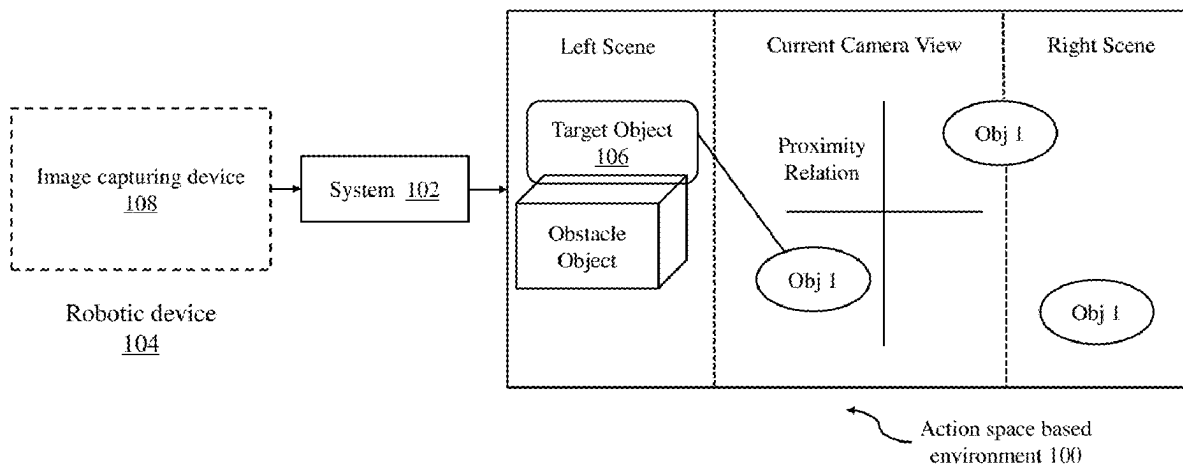 Left Scene
Current Camera View
Right Scene
Target Object
106
Obj 1
Proximity
Relation
Image capturing device
108
System 102
Obstacle
Object
Obj 1
Obj 1
Robotic device
104
Action space based
environment 100